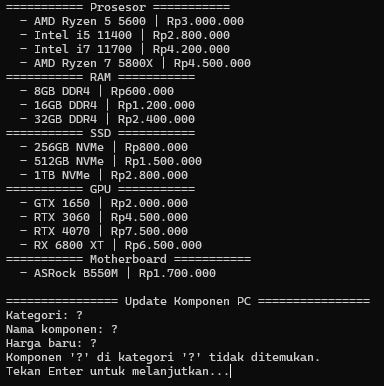 =========== Prosesor ===========
- AMD Ryzen 5 5600 | Rp3.000.000
- Intel i5 11400 | Rp2.800.000
- Intel i7 11700 | Rp4.200.000
- AMD Ryzen 7 5800X | Rp4.500.000
=========== RAM ===========
- 8GB DDR4 | Rp600.000
- 16GB DDR4 | Rp1.200.000
- 32GB DDR4 | Rp2.400.000
=========== SSD ===========
- 256GB NVMe | Rp800.000
- 512GB NVMe | Rp1.500.000
- 1TB NVMe | Rp2.800.000
=========== GPU ===========
- GTX 1650 | Rp2.000.000
- RTX 3060 | Rp4.500.000
- RTX 4070 | Rp7.500.000
- RX 6800 XT | Rp6.500.000
=========== Motherboard ===========
- ASRock B550M | Rp1.700.000
================ Update Komponen PC ================
Kategori: ?
Nama komponen: ?
Harga baru: ?
Komponen '?' di kategori '?' tidak ditemukan.
Tekan Enter untuk melanjutkan...